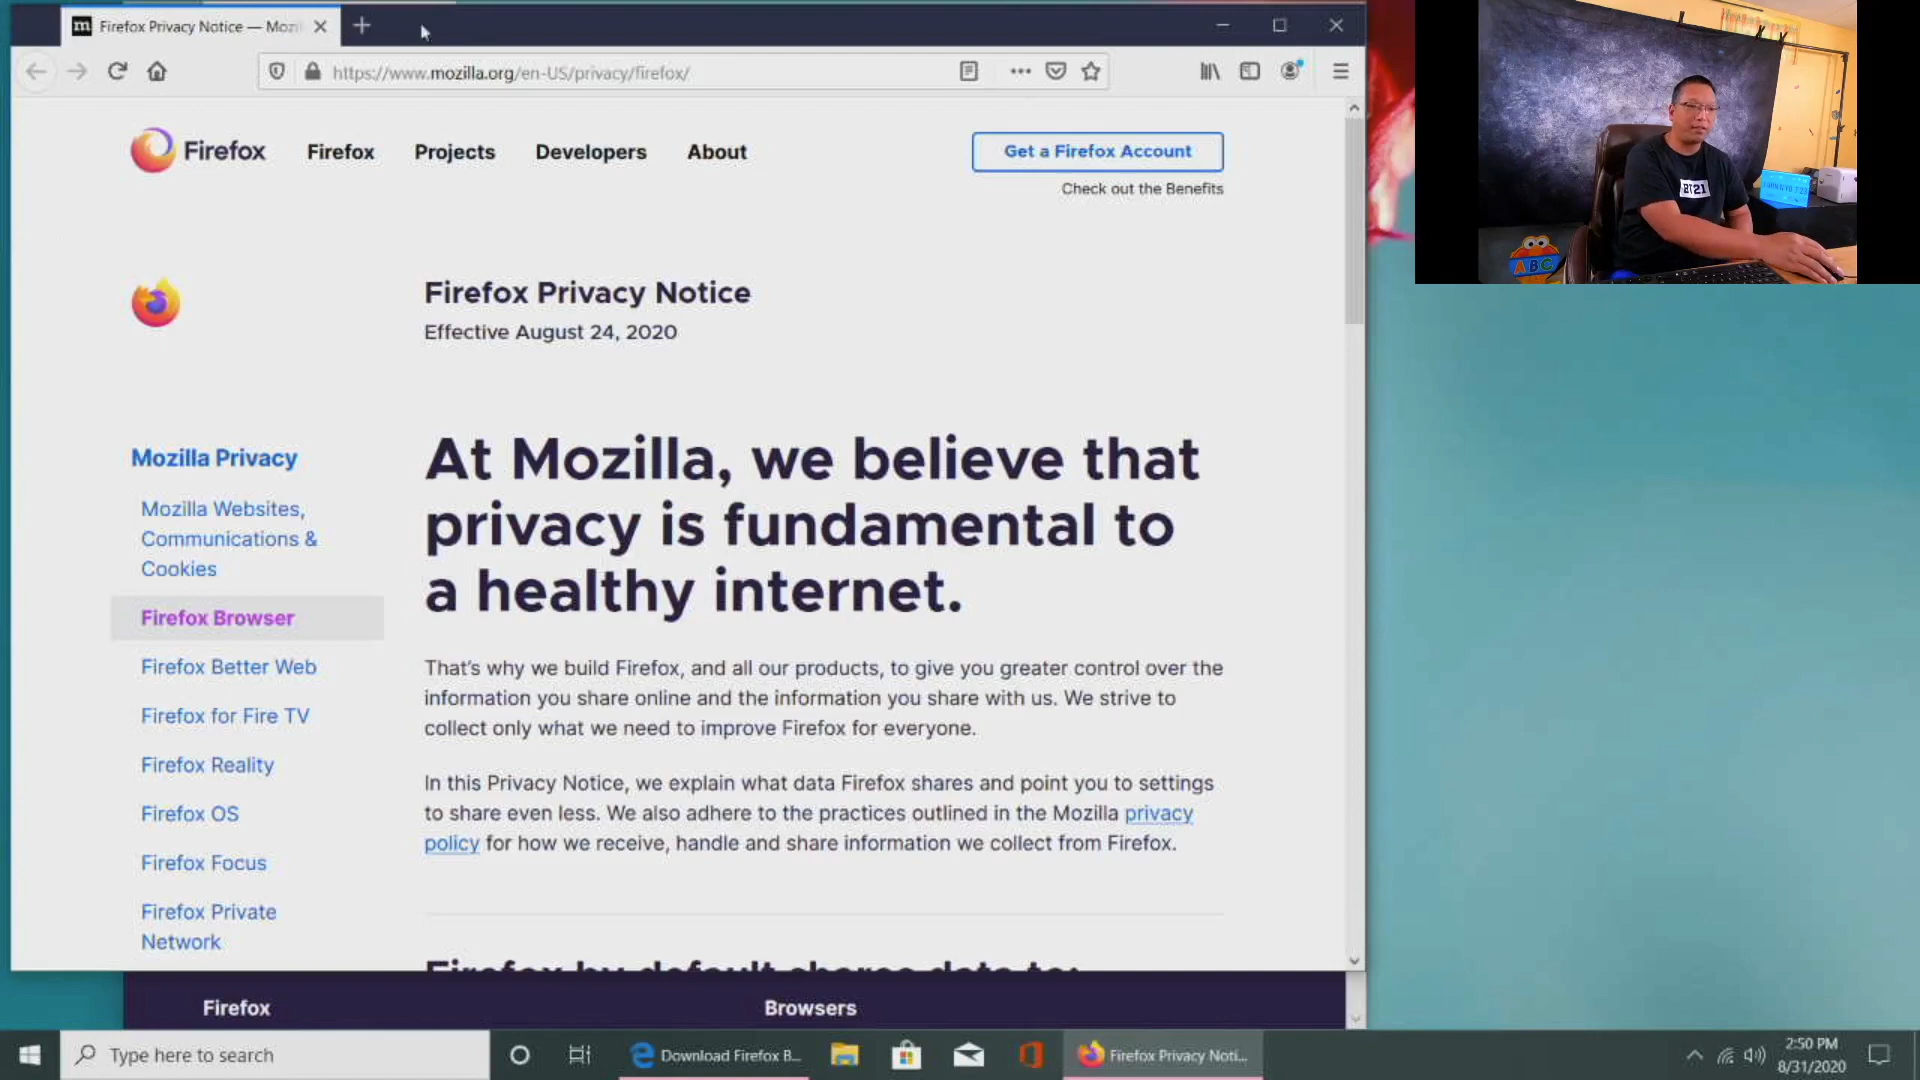 Firefox Privacy Notice — Mozi
https://www.mozilla.org/en-US/privacy/firefox/
Firefox
Firefox
Projects
Developers
About
Get a Firefox Account
Check out the Benefits
Firefox Privacy Notice
Effective August 24, 2020
Mozilla Privacy
Mozilla Websites,
Communications &
Cookies
Firefox Browser
Firefox Better Web
Firefox for Fire TV
Firefox Reality
Firefox OS
Firefox Focus
Firefox Private
Network
At Mozilla, we believe that
privacy is fundamental to
a healthy internet.
That's why we build Firefox, and all our products, to give you greater control over the
information you share online and the information you share with us. We strive to
collect only what we need to improve Firefox for everyone.
In this Privacy Notice, we explain what data Firefox shares and point you to settings
to share even less. We also adhere to the practices outlined in the Mozilla privacy
policy for how we receive, handle and share information we collect from Firefox.
Firefox by default shares data to:
Firefox
Browsers
Type here to search
Download Firefox B...
Firefox Privacy Noti...
2:50 PM
8/31/2020
BT21
ABC